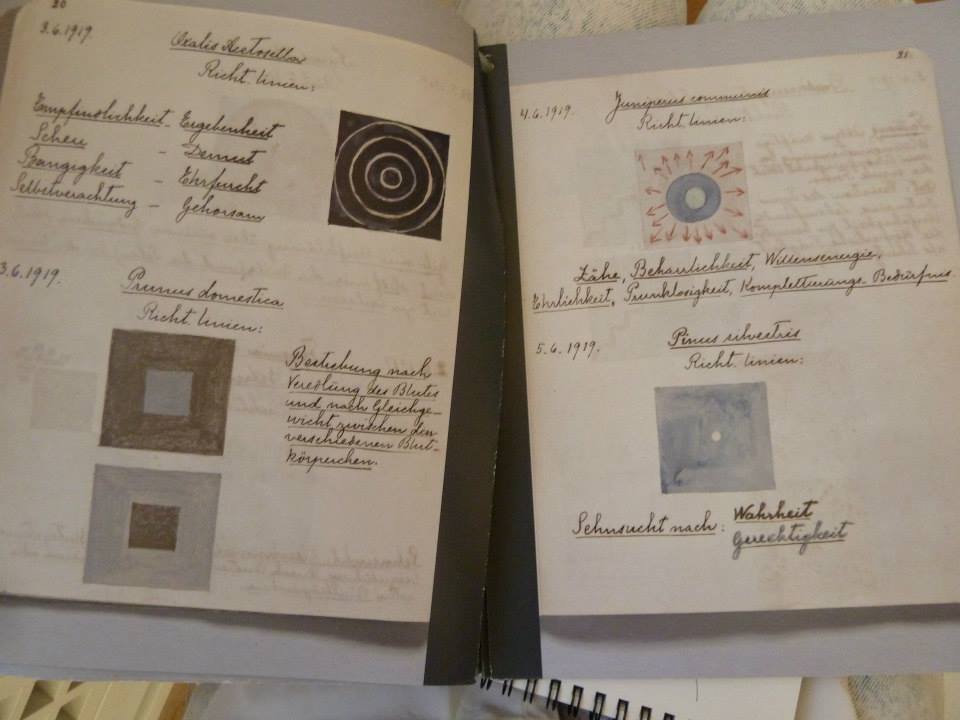 20
3.6.1919.
Oxalis Acetosella
Richt. linien:
Empfindlichkeit - Ergebenheit
Scheu - Demut
Bangigkeit - Ehrfurcht
Selbstverachtung - Gehorsam
3.6.1919.
Prunus domestica
Richt. linien:
Bestrebung nach
Veredlung des Blutes
und nach Gleichge-
wicht zwischen den
verschiedenen Blut-
körperchen.
21.
4.6.1919.
Juniperus communis
Richt. linien:
Zähe, Beharlichkeit, Willensenergie,
Ehrlichkeit, Prunklosigkeit, Komplettierungs-Bedürfnis.
5.6.1919.
Pinus silvestris
Richt. linien:
Sehnsucht nach: Wahrheit
Gerechtigkeit